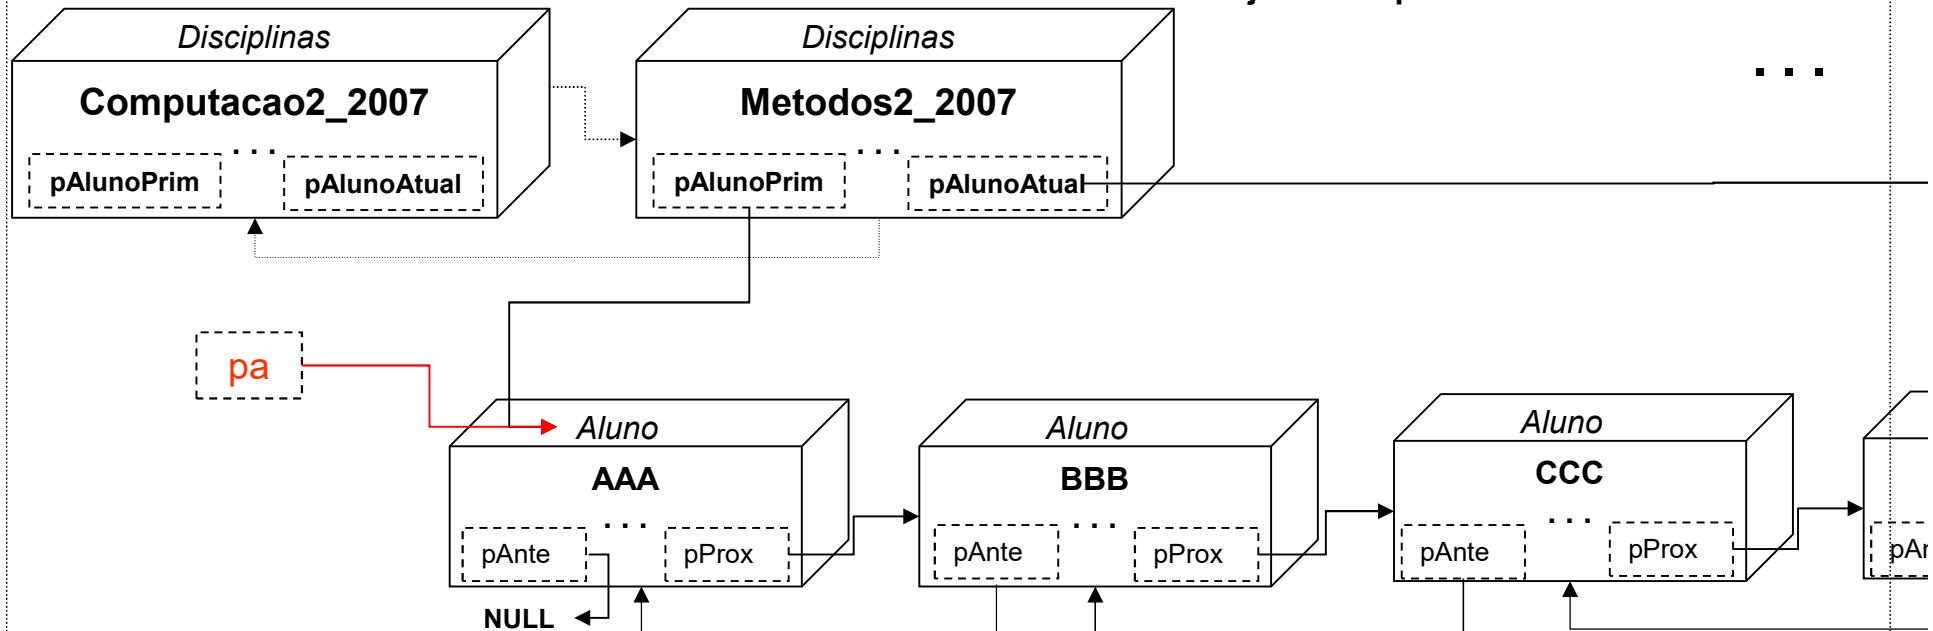 Disciplinas
Disciplinas
Computacao2_2007
Metodos2_2007
. . .
. . .
. . .
pAlunoPrim
pAlunoAtual
pAlunoPrim
pAlunoAtual
pa
Aluno
Aluno
Aluno
AAA
BBB
CCC
. . .
. . .
. . .
pAnte
pProx
pAnte
pProx
pAnte
pProx
NULL